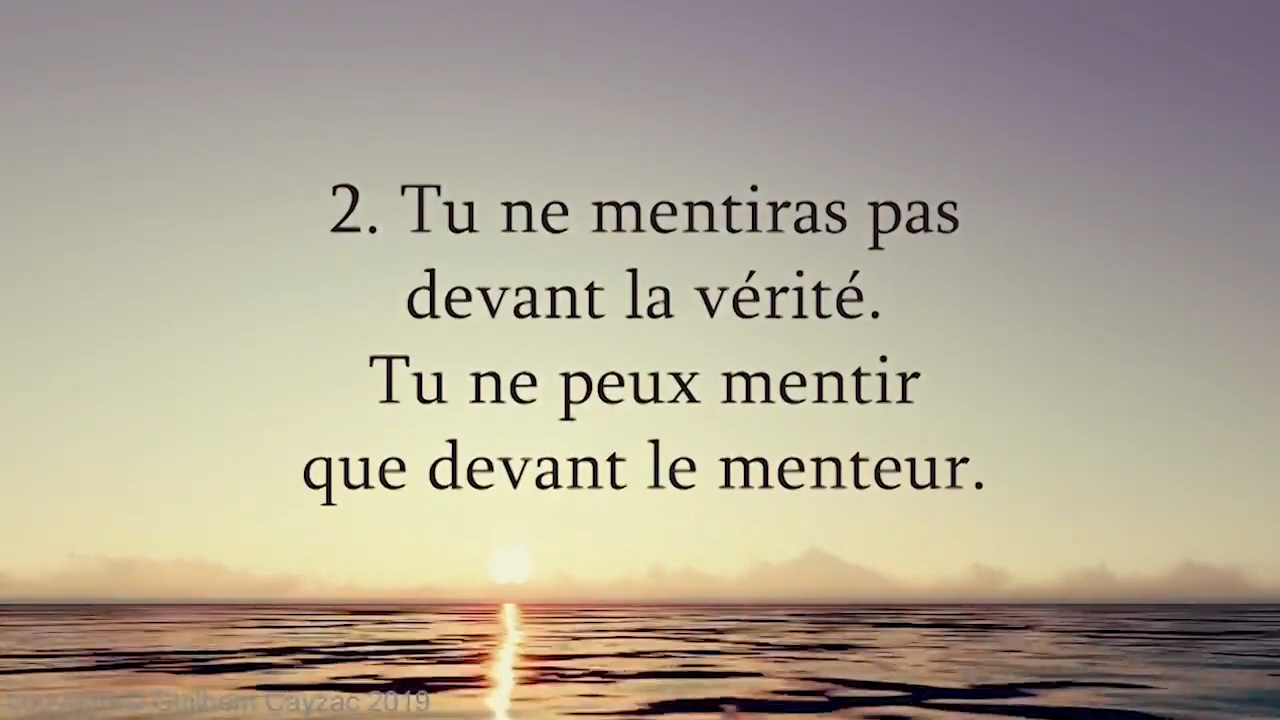 2. Tu ne mentiras pas
devant la vérité.
Tu ne peux mentir
que devant le menteur.
Guilhem Cayzac 2019